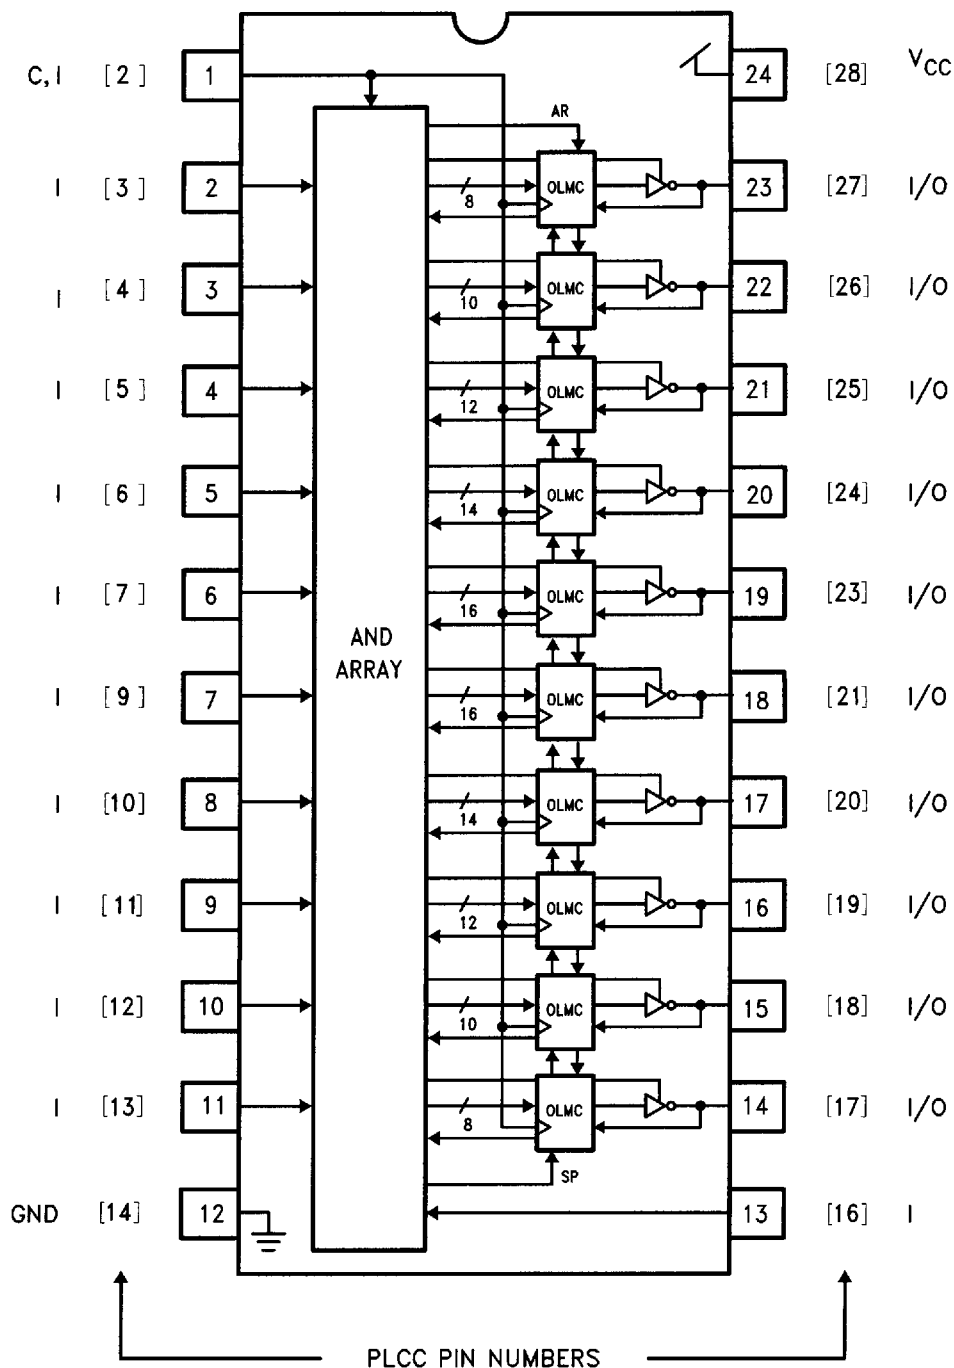 C, I [2] 1 24 [28] VCC
AR
I [3] 2 8 OLMC 23 [27] I/O
I [4] 3 10 OLMC 22 [26] I/O
I [5] 4 12 OLMC 21 [25] I/O
I [6] 5 14 OLMC 20 [24] I/O
I [7] 6 16 OLMC 19 [23] I/O
AND
ARRAY
I [9] 7 16 OLMC 18 [21] I/O
I [10] 8 14 OLMC 17 [20] I/O
I [11] 9 12 OLMC 16 [19] I/O
I [12] 10 10 OLMC 15 [18] I/O
I [13] 11 8 OLMC 14 [17] I/O
SP
GND [14] 12 13 [16] I
PLCC PIN NUMBERS